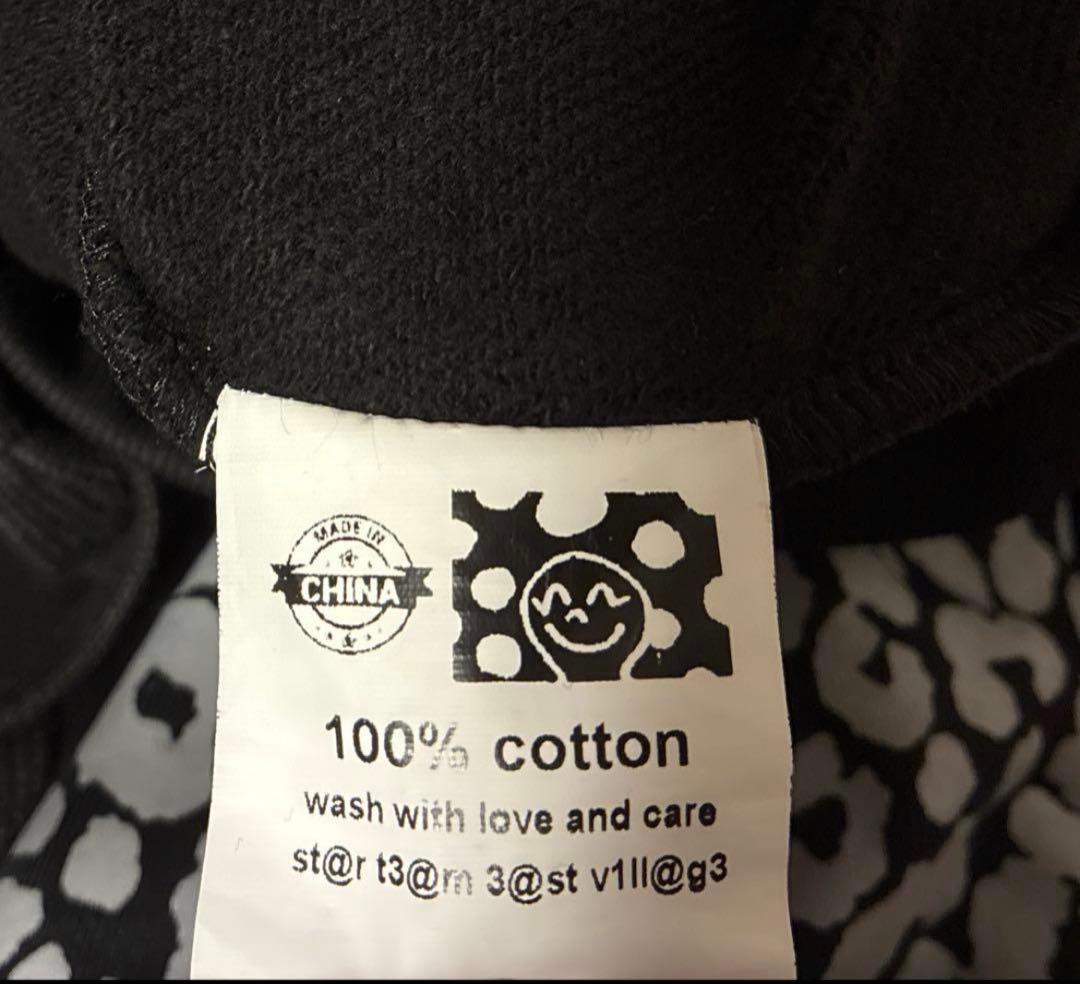 MADE IN
CHINA
100% cotton
wash with love and care
st@r t3@m 3@st v1ll@g3